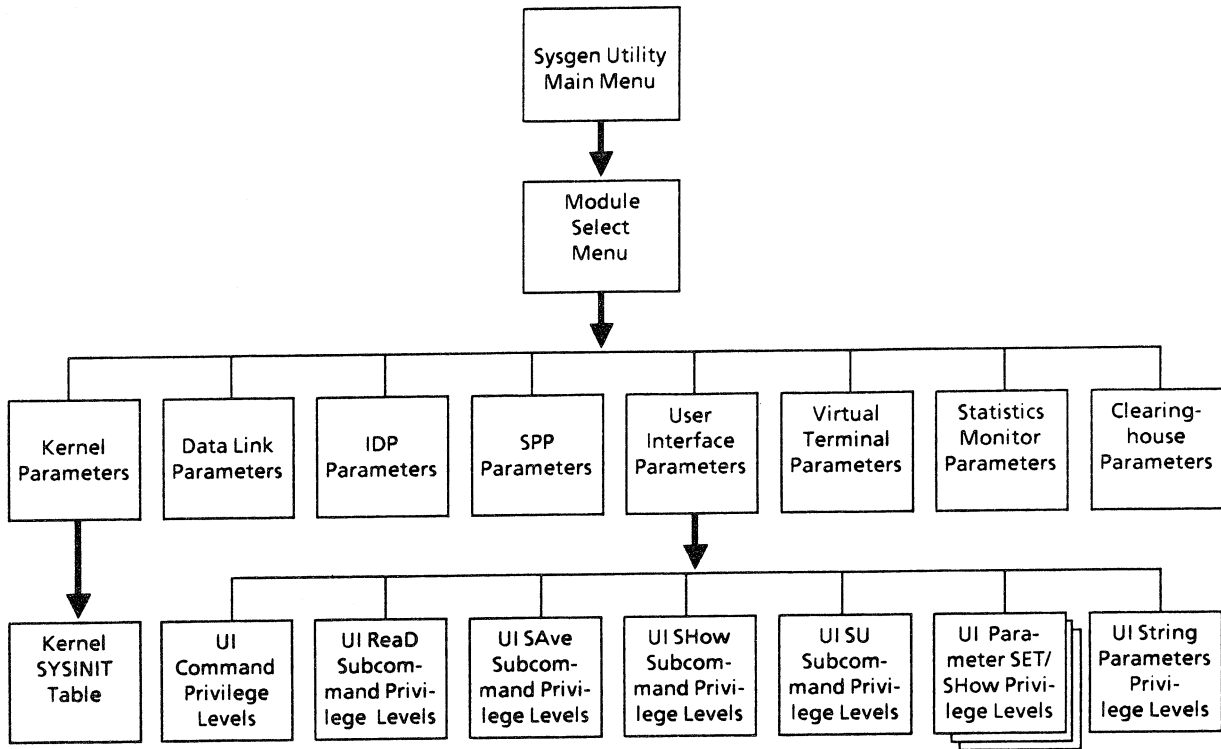 Sysgen Utility
Main Menu
Module
Select
Menu
Kernel
Parameters
Data Link
Parameters
IDP
Parameters
SPP
Parameters
User
Interface
Parameters
Virtual
Terminal
Parameters
Statistics
Monitor
Parameters
Clearing-
house
Parameters
Kernel
SYSINIT
Table
UI
Command
Privilege
Levels
UI ReaD
Subcom-
mand Privi-
lege Levels
UI SAve
Subcom-
mand Privi-
lege Levels
UI SHow
Subcom-
mand Privi-
lege Levels
UI SU
Subcom-
mand Privi-
lege Levels
UI Para-
meter SET/
SHow Privi-
lege Levels
UI String
Parameters
Privi-
lege Levels